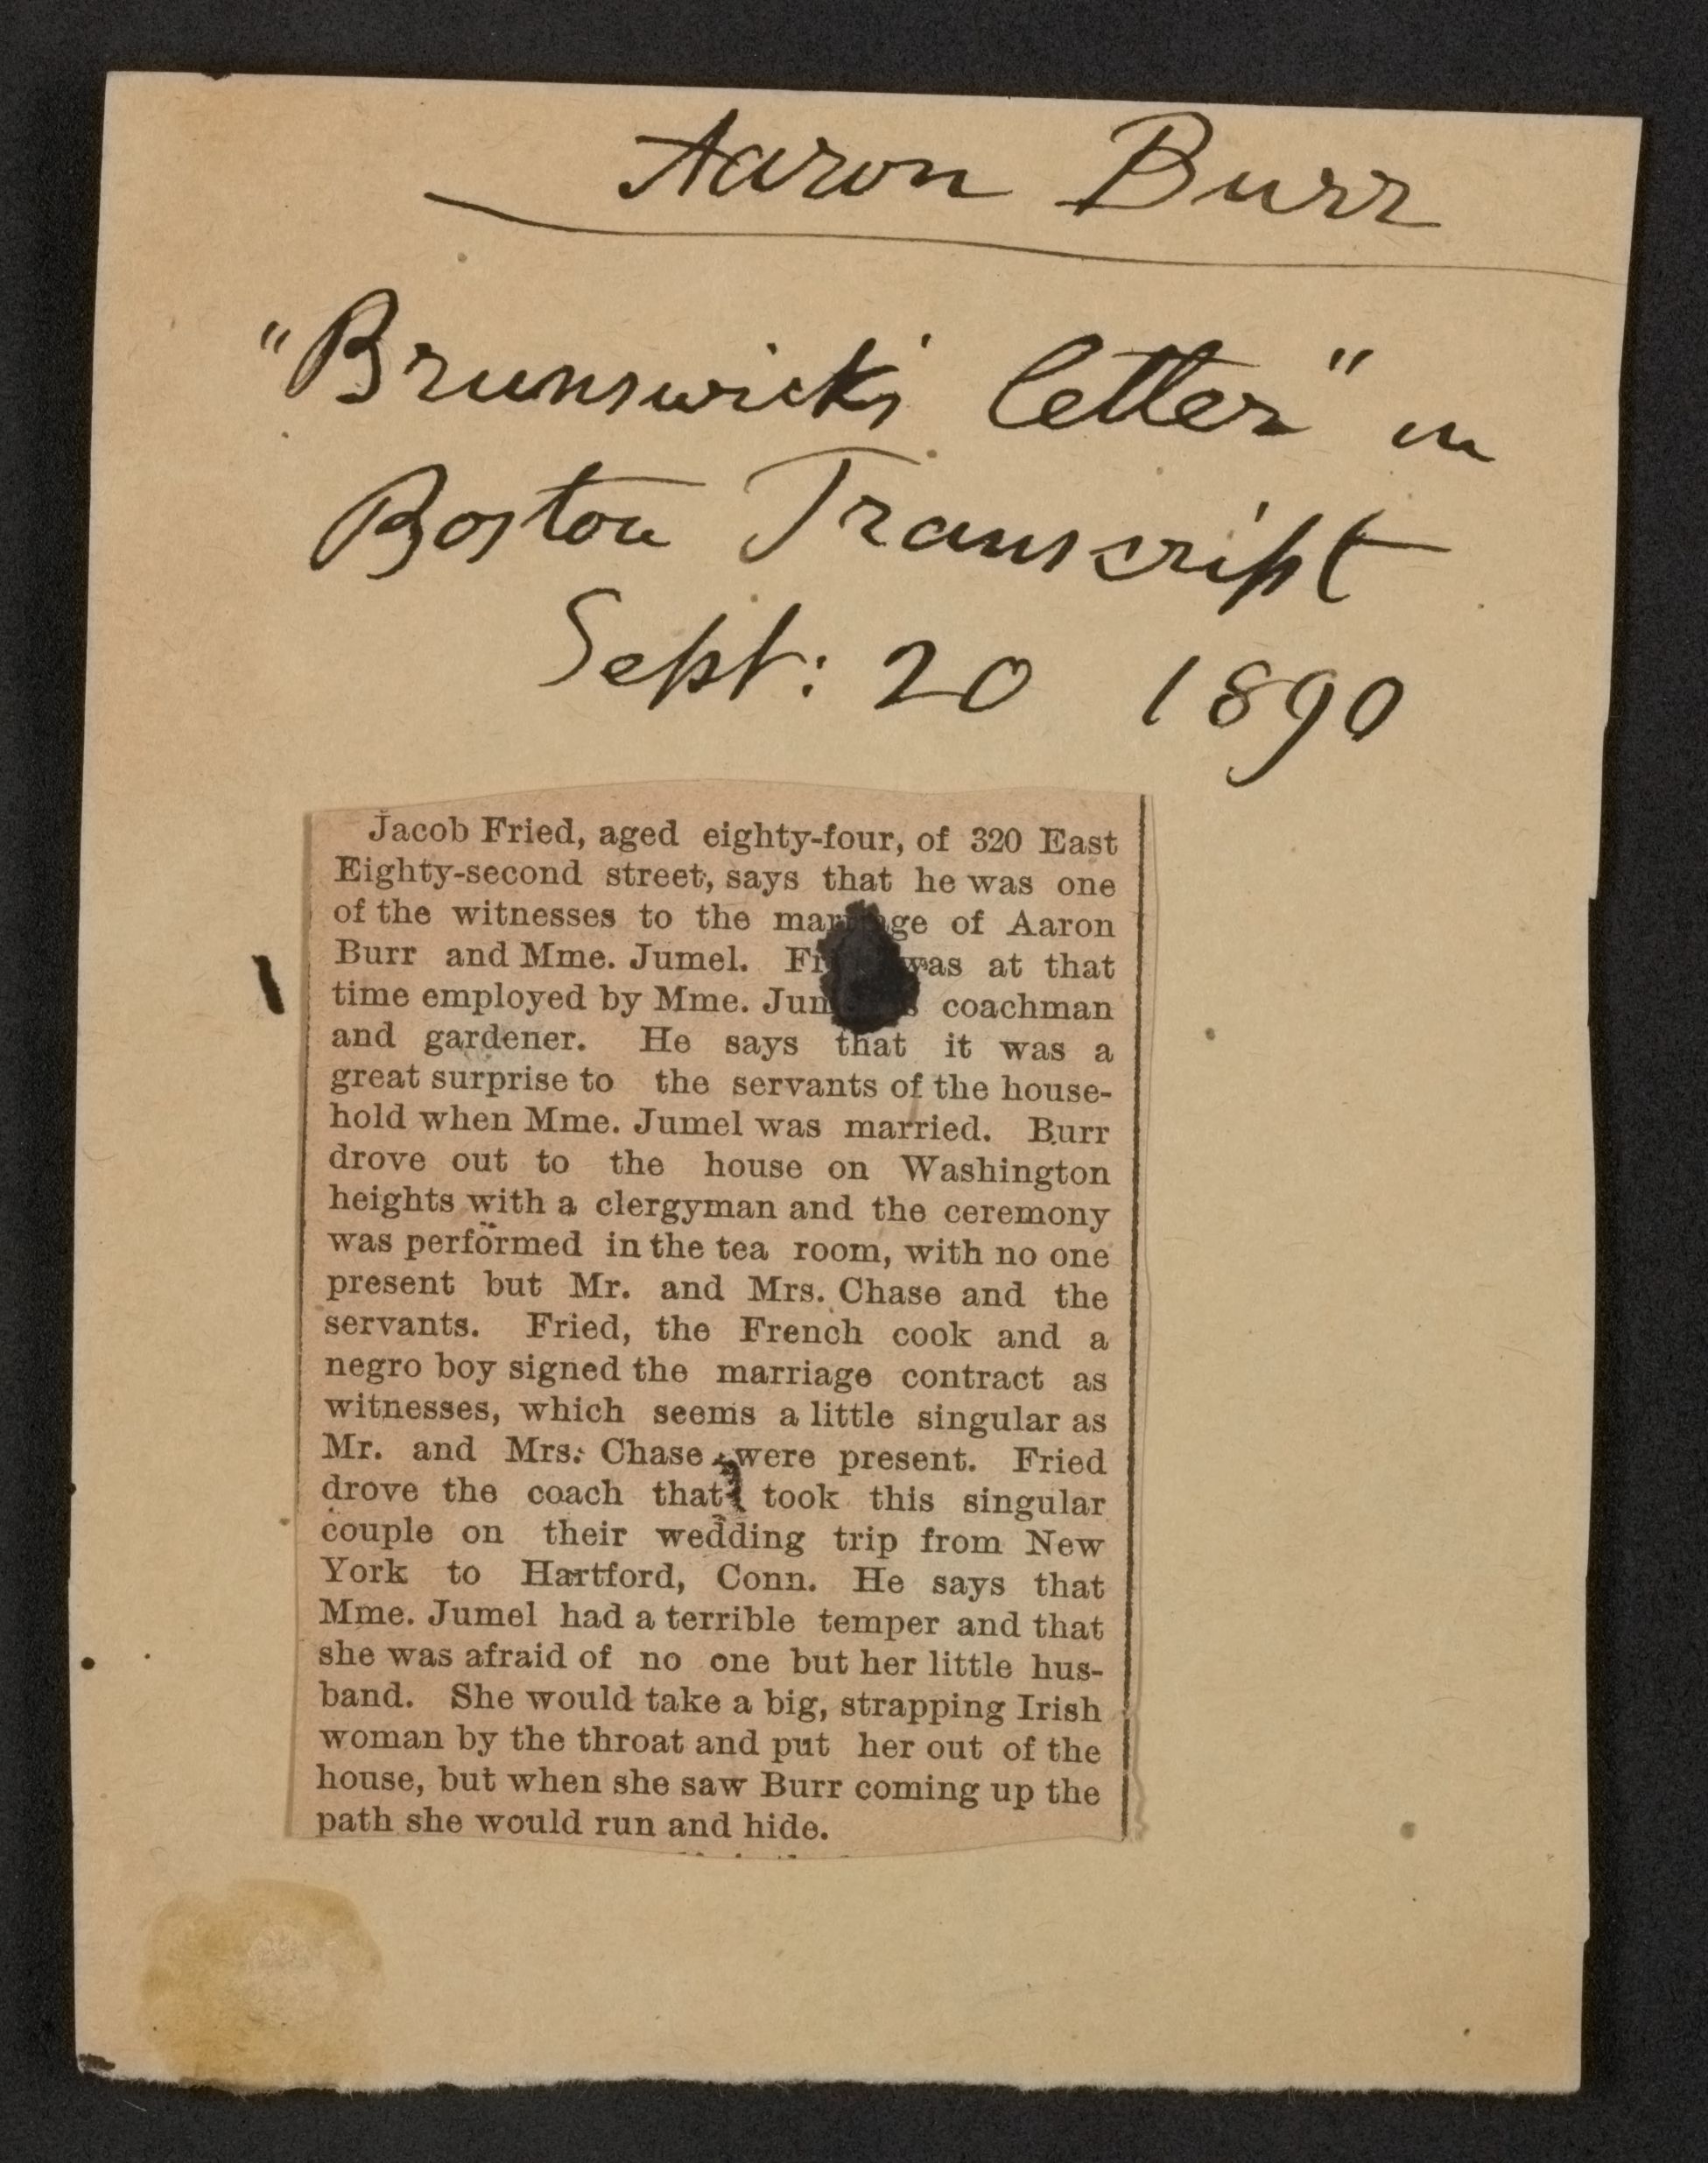 Aaron Burr
"Brunswick's letter" in
Boston Transcript
Sept: 20 1890
Jacob Fried, aged eighty-four, of 320 East
Eighty-second street, says that he was one
of the witnesses to the marriage of Aaron
Burr and Mme. Jumel. was at that
time employed by Mme. coachman
and gardener. He says that it was a
great surprise to the servants of the house-
hold when Mme. Jumel was married. Burr
drove out to the house on Washington
heights with a clergyman and the ceremony
was performed in the tea room, with no one
present but Mr. and Mrs. Chase and the
servants. Fried, the French cook and a
negro boy signed the marriage contract as
witnesses, which seems a little singular as
Mr. and Mrs. Chase were present. Fried
drove the coach that took this singular
couple on their wedding trip from New
York to Hartford, Conn. He says that
Mme. Jumel had a terrible temper and that
she was afraid of no one but her little hus-
band. She would take a big, strapping Irish
woman by the throat and put her out of the
house, but when she saw Burr coming up the
path she would run and hide.